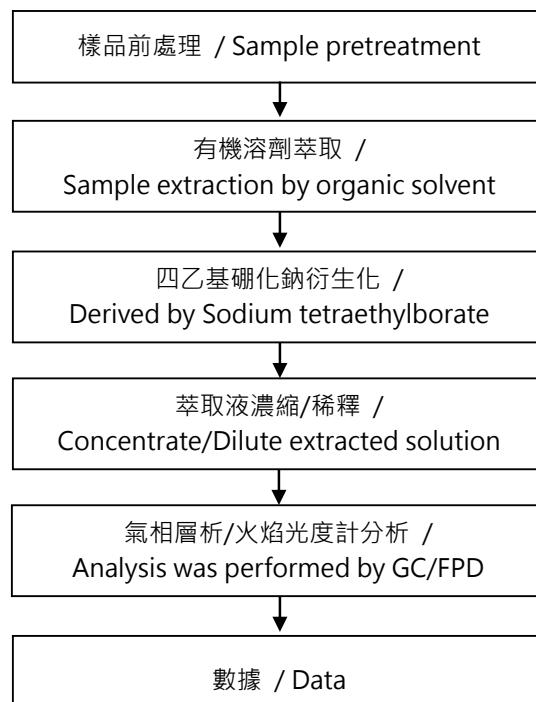 樣品前處理 / Sample pretreatment
有機溶劑萃取 /
Sample extraction by organic solvent
四乙基硼化鈉衍生化 /
Derived by Sodium tetraethylborate
萃取液濃縮/稀釋 /
Concentrate/Dilute extracted solution
氣相層析/火焰光度計分析 /
Analysis was performed by GC/FPD
數據 / Data